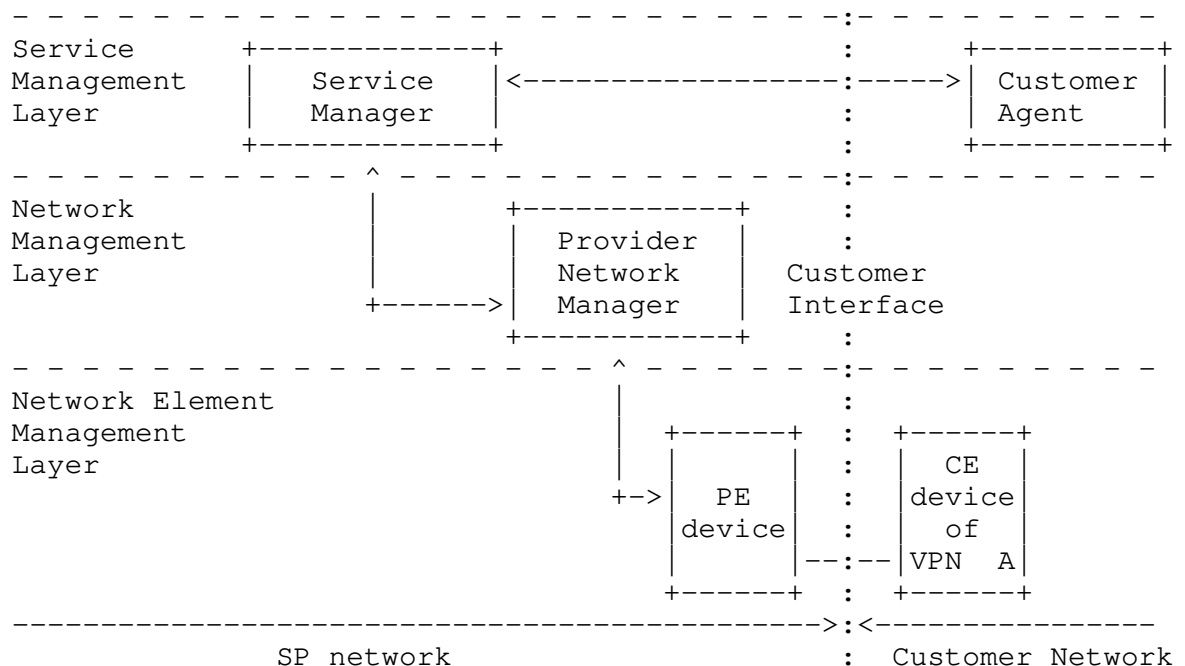 Service
Management    Service    Customer
Layer    Manager    Agent
Network
Management    Provider
Layer    Network    Customer
Manager    Interface
Network Element
Management
Layer    CE
PE    device
device    of
VPN  A
SP network    Customer Network